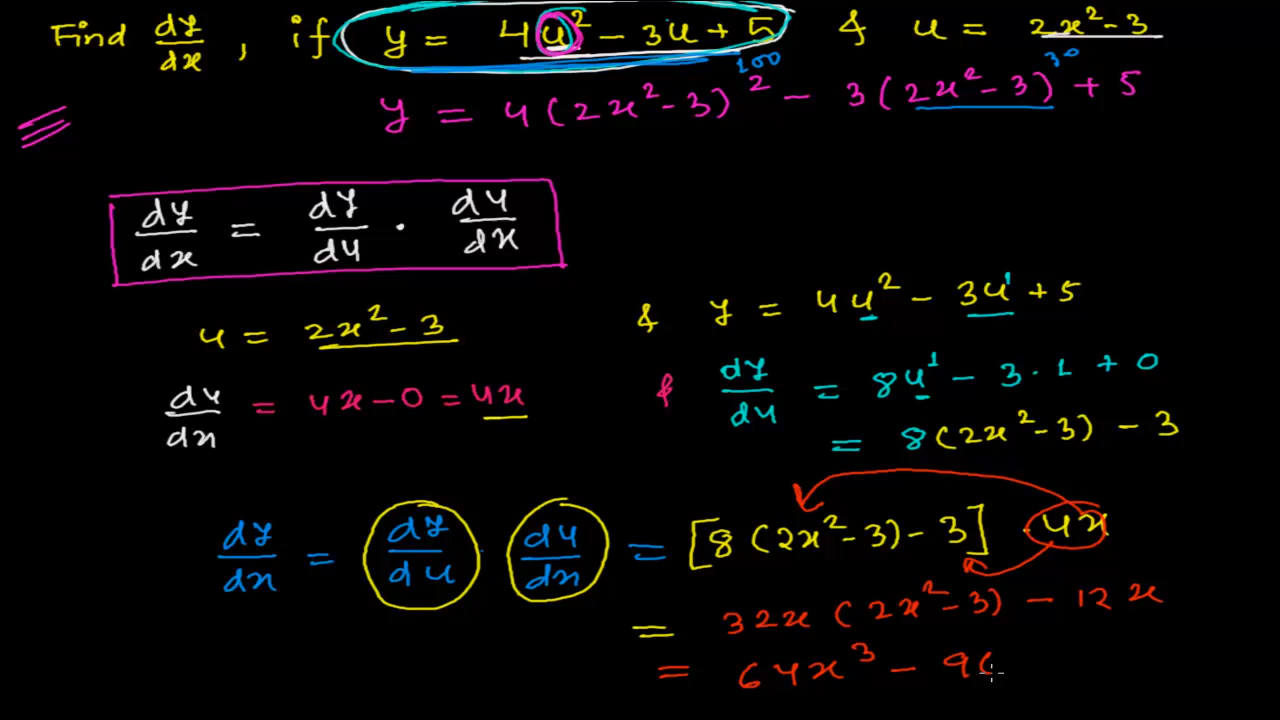 Find dy/dx, if y = 4u² - 3u + 5 & u = 2x² - 3
100 30
y = 4(2x² - 3)² - 3(2x² - 3) + 5
dy/dx = dy/du · du/dx
u = 2x² - 3 & y = 4u² - 3u¹ + 5
du/dx = 4x - 0 = 4x & dy/du = 8u¹ - 3·1 + 0
= 8(2x² - 3) - 3
dy/dx = dy/du · du/dx = [8(2x² - 3) - 3] · 4x
= 32x(2x² - 3) - 12x
= 64x³ - 9